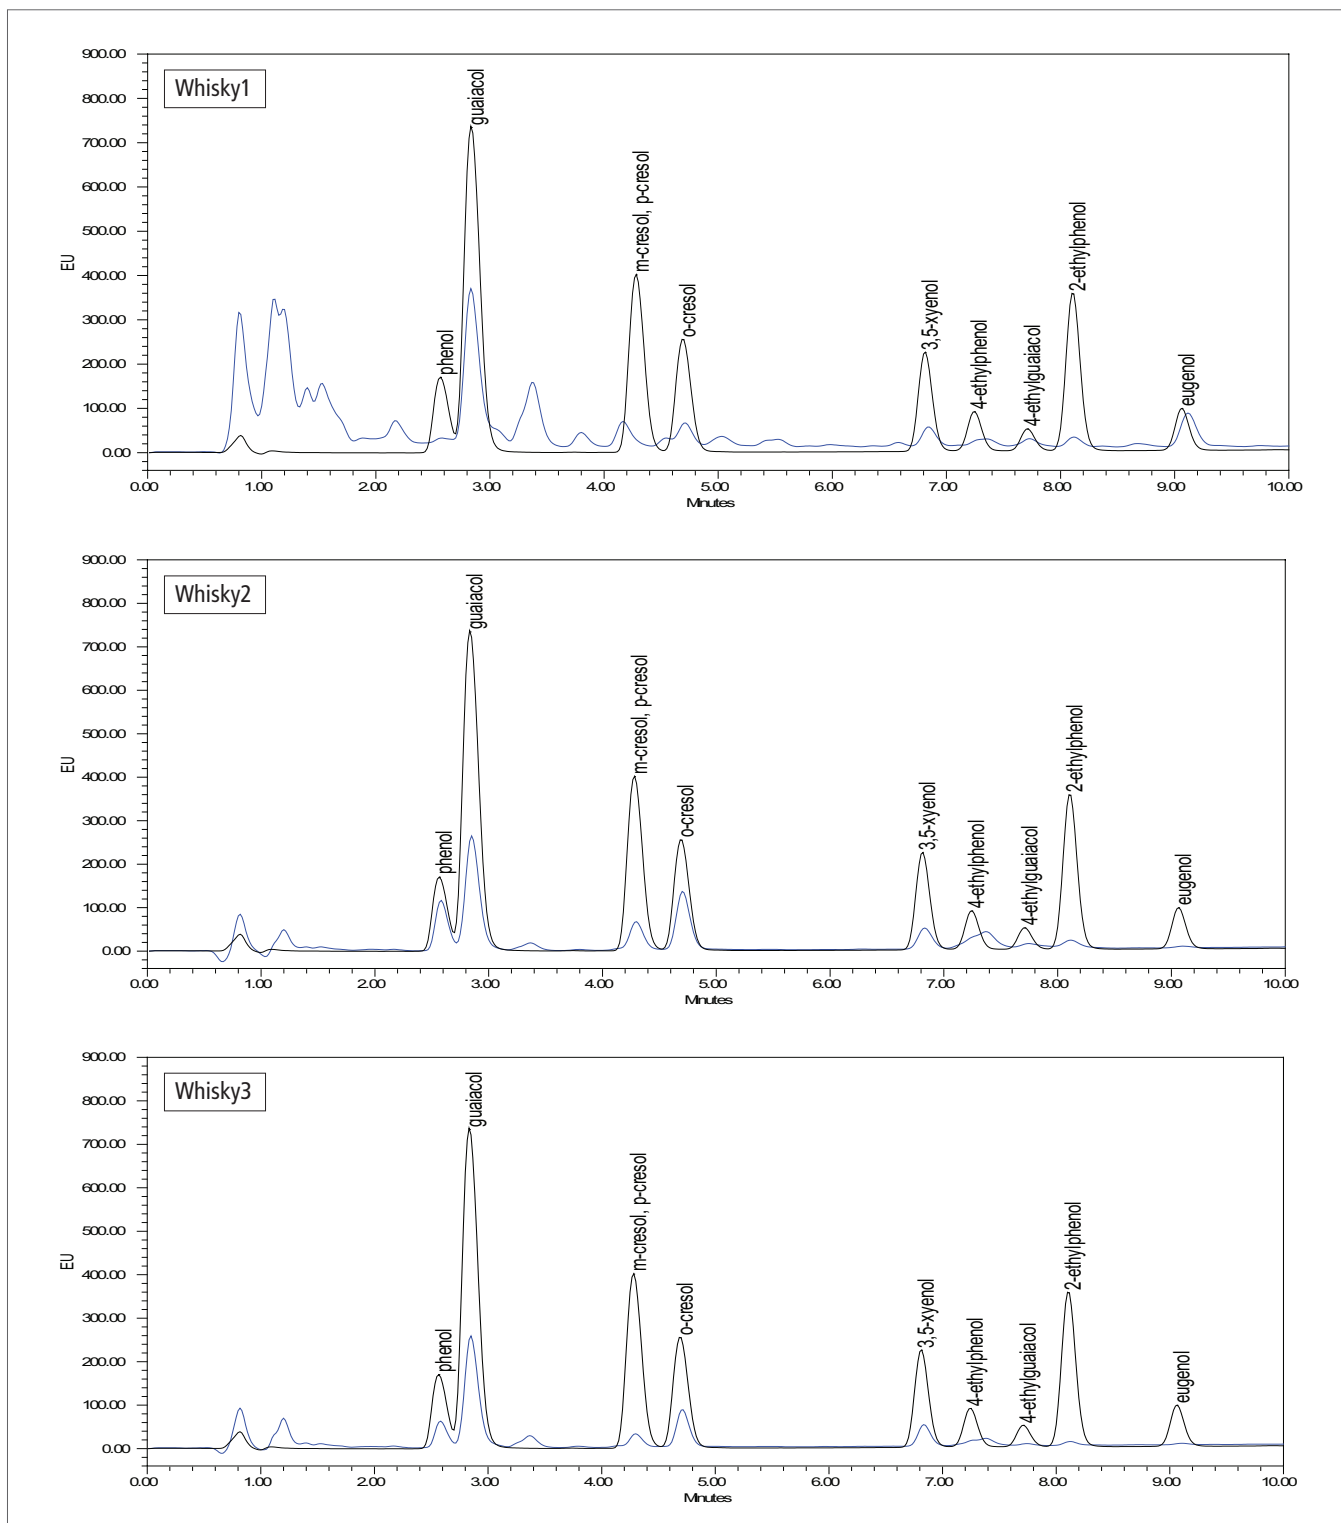 Whisky1
900.00
800.00
700.00
600.00
500.00
400.00
300.00
200.00
100.00
0.00
EU
phenol
guaiacol
m-cresol, p-cresol
o-cresol
3,5-xyenol
4-ethylphenol
4-ethylguaiacol
2-ethylphenol
eugenol
0.00 1.00 2.00 3.00 4.00 5.00 6.00 7.00 8.00 9.00 10.00
Minutes
Whisky2
900.00
800.00
700.00
600.00
500.00
400.00
300.00
200.00
100.00
0.00
EU
phenol
guaiacol
m-cresol, p-cresol
o-cresol
3,5-xyenol
4-ethylphenol
4-ethylguaiacol
2-ethylphenol
eugenol
0.00 1.00 2.00 3.00 4.00 5.00 6.00 7.00 8.00 9.00 10.00
Minutes
Whisky3
900.00
800.00
700.00
600.00
500.00
400.00
300.00
200.00
100.00
0.00
EU
phenol
guaiacol
m-cresol, p-cresol
o-cresol
3,5-xyenol
4-ethylphenol
4-ethylguaiacol
2-ethylphenol
eugenol
0.00 1.00 2.00 3.00 4.00 5.00 6.00 7.00 8.00 9.00 10.00
Minutes